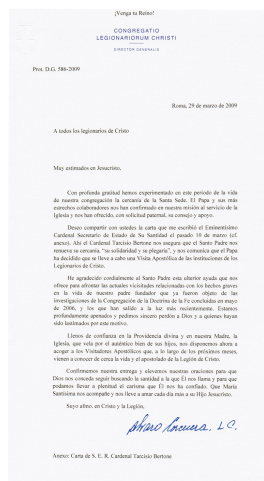 ¡Venga tu Reino!
CONGREGATIO
LEGIONARIORUM CHRISTI
DIRECTOR GENERALIS
Prot. D.G. 586-2009
Roma, 29 de marzo de 2009
A todos los legionarios de Cristo
Muy estimados en Jesucristo,
Con profunda gratitud hemos experimentado en este período de la vida
de nuestra congregación la cercanía de la Santa Sede. El Papa y sus más
estrechos colaboradores nos han confirmado en nuestra misión al servicio de la
Iglesia y nos han ofrecido, con solicitud paternal, su consejo y apoyo.
Deseo compartir con ustedes la carta que me escribió el Eminentísimo
Cardenal Secretario de Estado de Su Santidad el pasado 10 de marzo (cf.
anexo). Ahí el Cardenal Tarcisio Bertone nos asegura que el Santo Padre nos
renueva su cercanía, “su solidaridad y su plegaria”, y nos comunica que el Papa
ha decidido que se lleve a cabo una Visita Apostólica de las instituciones de los
Legionarios de Cristo.
He agradecido cordialmente al Santo Padre esta ulterior ayuda que nos
ofrece para afrontar las actuales vicisitudes relacionadas con los hechos graves
en la vida de nuestro padre fundador que ya fueron objeto de las
investigaciones de la Congregación de la Doctrina de la Fe concluidas en mayo
de 2006, y los que han salido a la luz más recientemente. Estamos
profundamente apenados y pedimos sincero perdón a Dios y a quienes hayan
sido lastimados por este motivo.
Llenos de confianza en la Providencia divina y en nuestra Madre, la
Iglesia, que vela por el auténtico bien de sus hijos, nos disponemos ahora a
acoger a los Visitadores Apostólicos que, a lo largo de los próximos meses,
vienen a conocer de cerca la vida y el apostolado de la Legión de Cristo.
Confirmemos nuestra entrega y elevemos nuestras oraciones para que
Dios nos conceda seguir buscando la santidad a la que Él nos llama y para que
podamos llevar a plenitud el carisma que Él nos ha confiado. Que María
Santísima nos acompañe y nos lleve a amar cada día más a su Hijo Jesucristo.
Suyo afmo. en Cristo y la Legión,
Álvaro Corcuera, L.C.
Anexo: Carta de S. E. R. Cardenal Tarcisio Bertone